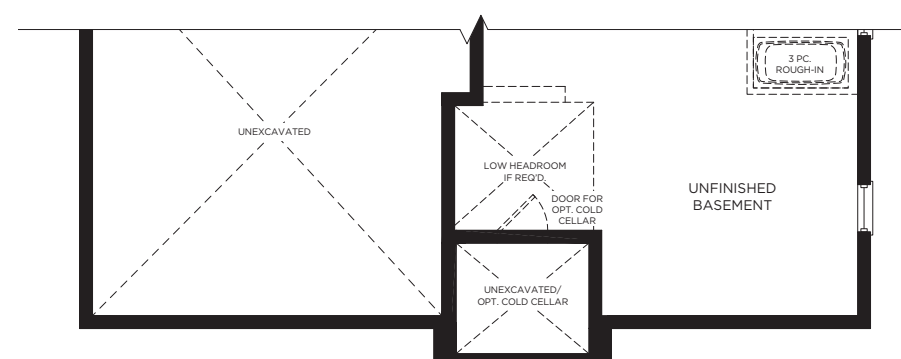 3 PC.
ROUGH-IN
UNEXCAVATED
LOW HEADROOM
IF REQ'D.
UNFINISHED
BASEMENT
DOOR FOR
OPT. COLD
CELLAR
UNEXCAVATED/
OPT. COLD CELLAR